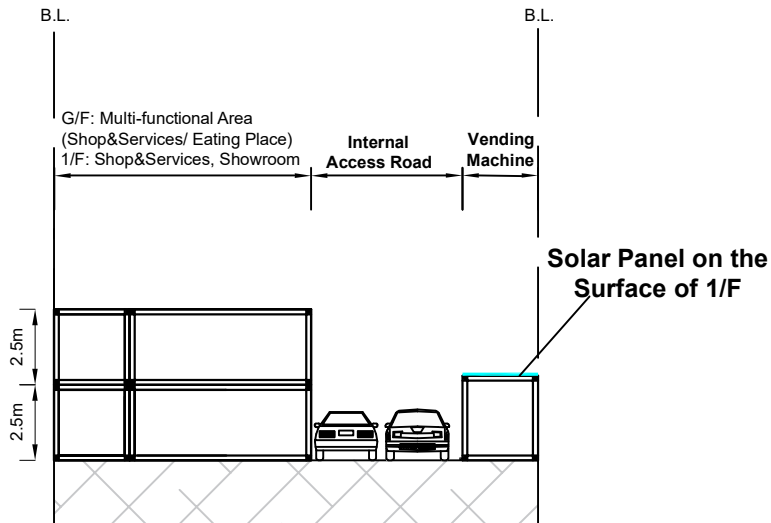 B.L.
B.L.
G/F: Multi-functional Area
(Shop&Services/ Eating Place)
1/F: Shop&Services, Showroom
Internal
Access Road
Vending
Machine
Solar Panel on the
Surface of 1/F
2.5m
2.5m